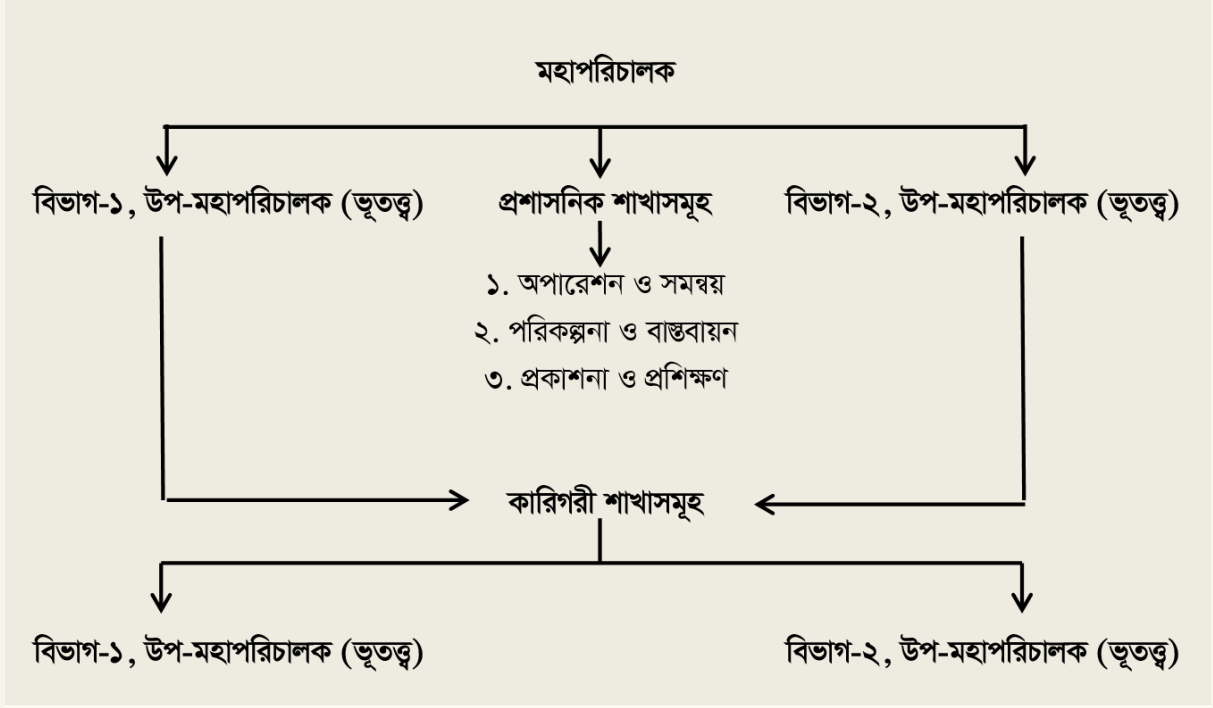 মহাপরিচালক
বিভাগ-১, উপ-মহাপরিচালক (ভূতত্ত্ব)
প্রশাসনিক শাখাসমূহ
বিভাগ-২, উপ-মহাপরিচালক (ভূতত্ত্ব)
১. অপারেশন ও সমন্বয়
২. পরিকল্পনা ও বাস্তবায়ন
৩. প্রকাশনা ও প্রশিক্ষণ
কারিগরী শাখাসমূহ
বিভাগ-১, উপ-মহাপরিচালক (ভূতত্ত্ব)
বিভাগ-২, উপ-মহাপরিচালক (ভূতত্ত্ব)